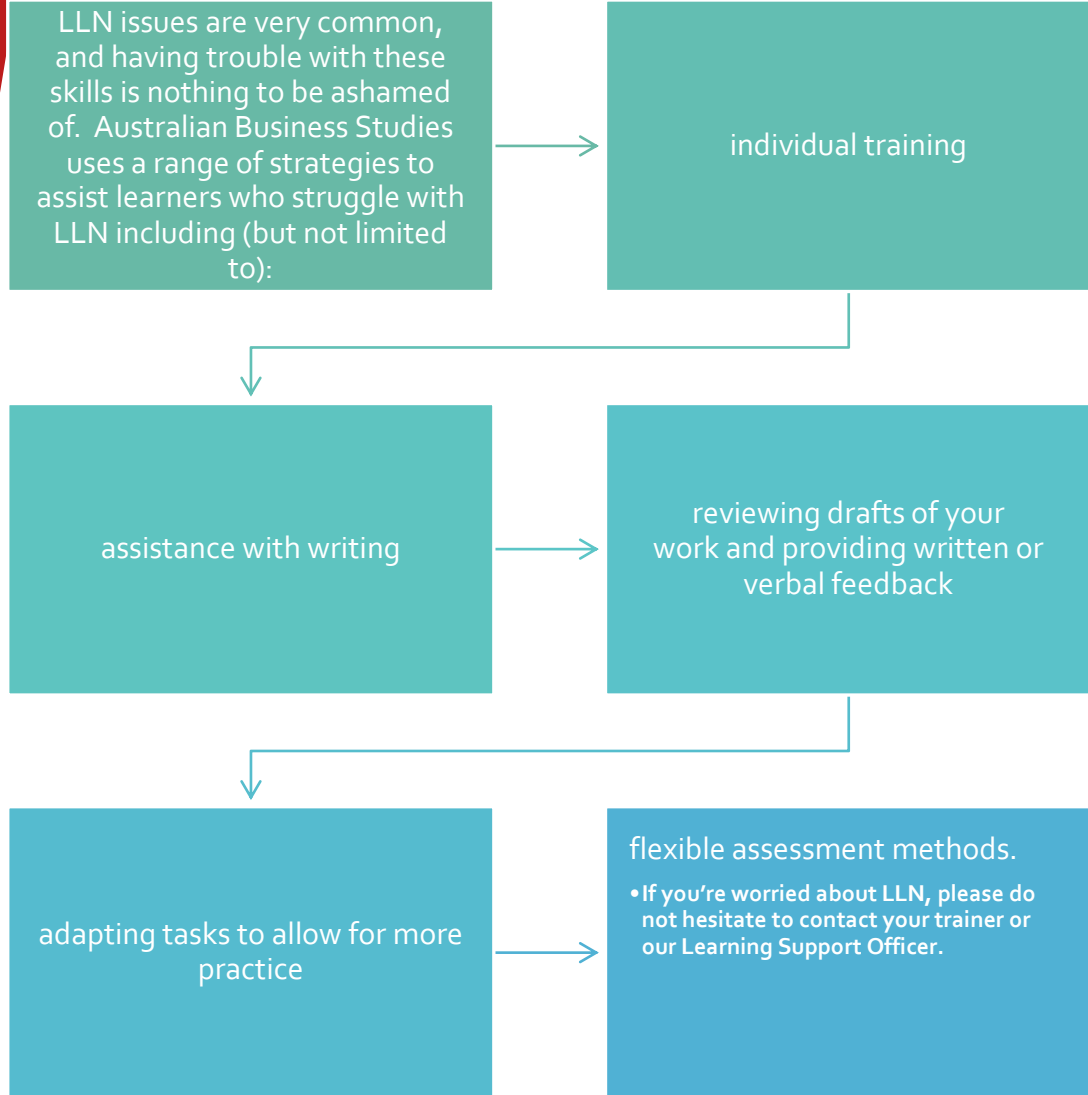 LLN issues are very common,
and having trouble with these
skills is nothing to be ashamed
of.  Australian Business Studies
uses a range of strategies to
assist learners who struggle with
LLN including (but not limited
to):
individual training
assistance with writing
reviewing drafts of your
work and providing written or
verbal feedback
adapting tasks to allow for more
practice
flexible assessment methods.
•If you’re worried about LLN, please do
not hesitate to contact your trainer or
our Learning Support Officer.